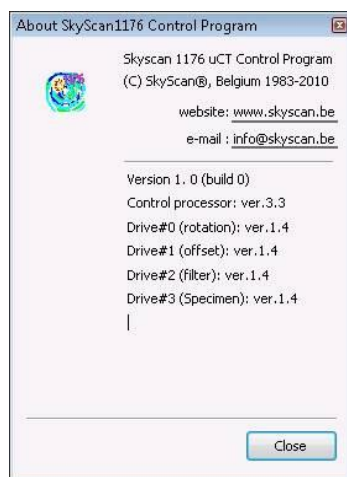 About SkyScan1176 Control Program
Skyscan 1176 uCT Control Program
(C) SkyScan®, Belgium 1983-2010
website: www.skyscan.be
e-mail : info@skyscan.be
Version 1. 0 (build 0)
Control processor: ver.3.3
Drive#0 (rotation): ver.1.4
Drive#1 (offset): ver.1.4
Drive#2 (filter): ver.1.4
Drive#3 (Specimen): ver.1.4
Close